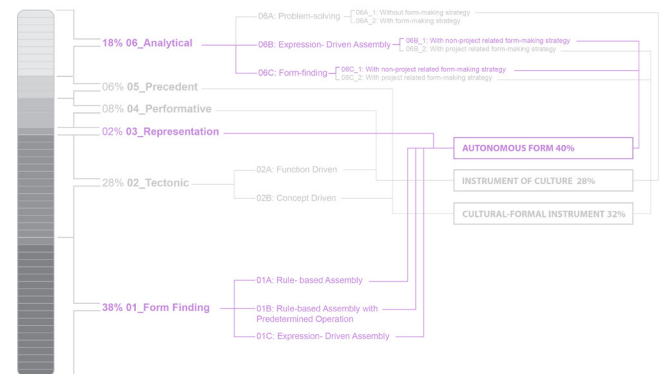 06A: Problem-solving
06A_1: Without form-making strategy
06A_2: With form-making strategy
18% 06_Analytical
06B: Expression- Driven Assembly
06B_1: With non-project related form-making strategy
06B_2: With project related form-making strategy
06C: Form-finding
06C_1: With non-project related form-making strategy
06C_2: With project related form-making strategy
06% 05_Precedent
08% 04_Performative
02% 03_Representation
AUTONOMOUS FORM 40%
INSTRUMENT OF CULTURE 28%
CULTURAL-FORMAL INSTRUMENT 32%
28% 02_Tectonic
02A: Function Driven
02B: Concept Driven
38% 01_Form Finding
01A: Rule- based Assembly
01B: Rule-based Assembly with
Predetermined Operation
01C: Expression- Driven Assembly